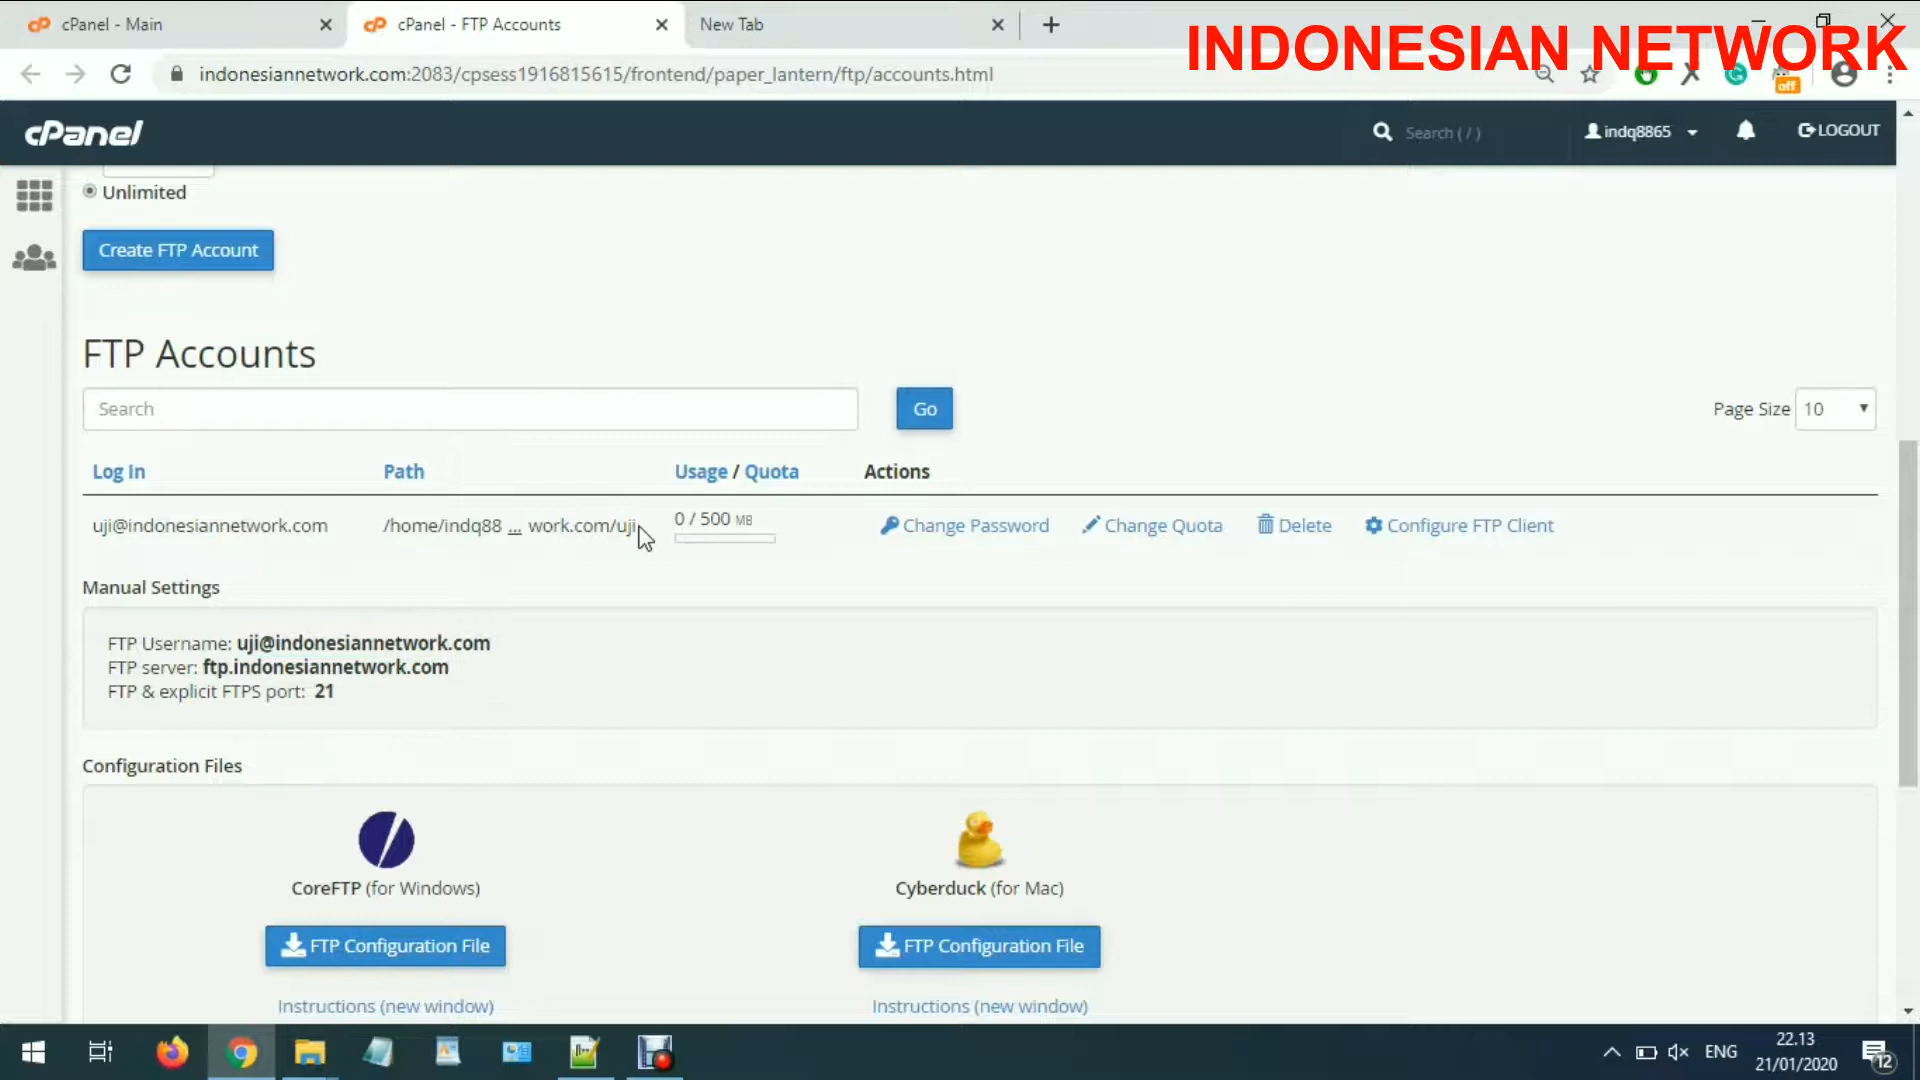 cPanel - Main
cPanel - FTP Accounts
New Tab
INDONESIAN NETWORK
indonesiannetwork.com:2083/cpsess1916815615/frontend/paper_lantern/ftp/accounts.html
off
cPanel
Search ( / )
indq8865
LOGOUT
Unlimited
Create FTP Account
FTP Accounts
Search
Go
Page Size 10
Log In Path Usage / Quota Actions
uji@indonesiannetwork.com /home/indq88 ... work.com/uji 0 / 500 MB Change Password Change Quota Delete Configure FTP Client
Manual Settings
FTP Username: uji@indonesiannetwork.com
FTP server: ftp.indonesiannetwork.com
FTP & explicit FTPS port: 21
Configuration Files
CoreFTP (for Windows) Cyberduck (for Mac)
FTP Configuration File FTP Configuration File
Instructions (new window) Instructions (new window)
ENG
22.13
21/01/2020
12